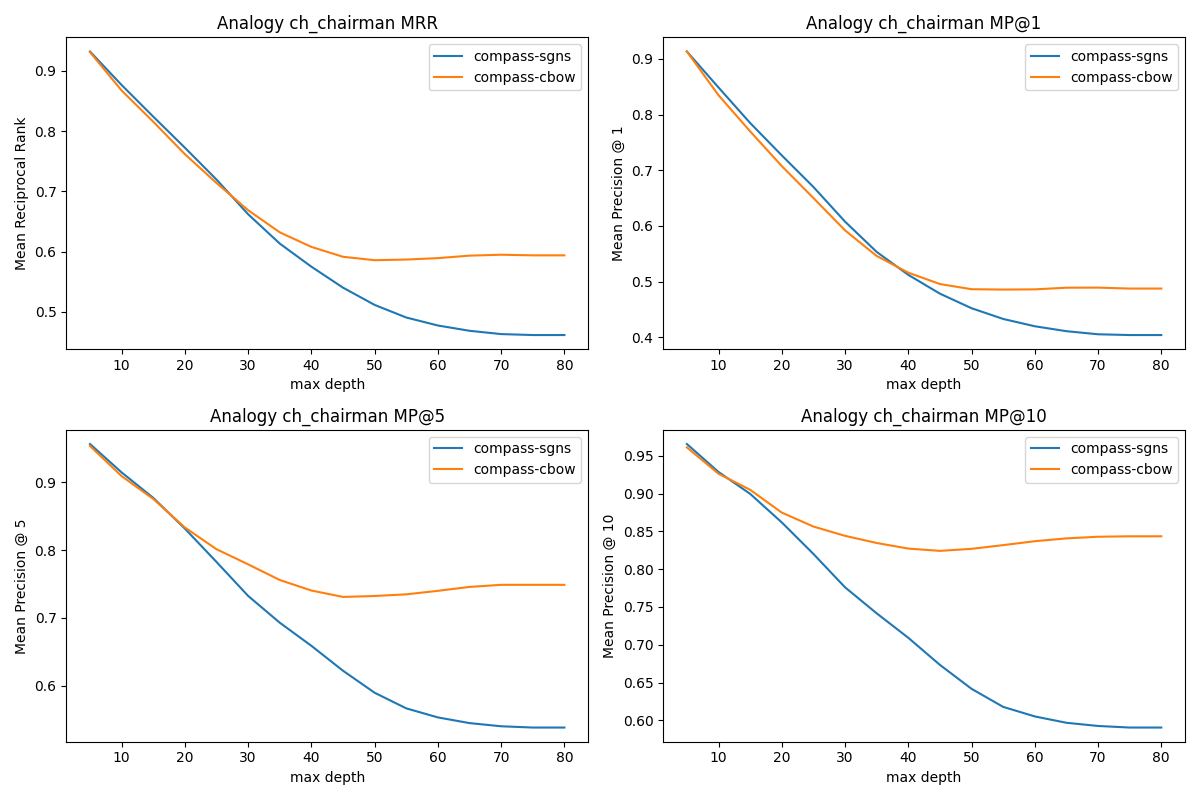 Analogy ch_chairman MRR
compass-sgns
compass-cbow
Mean Reciprocal Rank
0.9
0.8
0.7
0.6
0.5
10 20 30 40 50 60 70 80
max depth
Analogy ch_chairman MP@1
compass-sgns
compass-cbow
Mean Precision @ 1
0.9
0.8
0.7
0.6
0.5
0.4
10 20 30 40 50 60 70 80
max depth
Analogy ch_chairman MP@5
compass-sgns
compass-cbow
Mean Precision @ 5
0.9
0.8
0.7
0.6
10 20 30 40 50 60 70 80
max depth
Analogy ch_chairman MP@10
compass-sgns
compass-cbow
Mean Precision @ 10
0.95
0.90
0.85
0.80
0.75
0.70
0.65
0.60
10 20 30 40 50 60 70 80
max depth